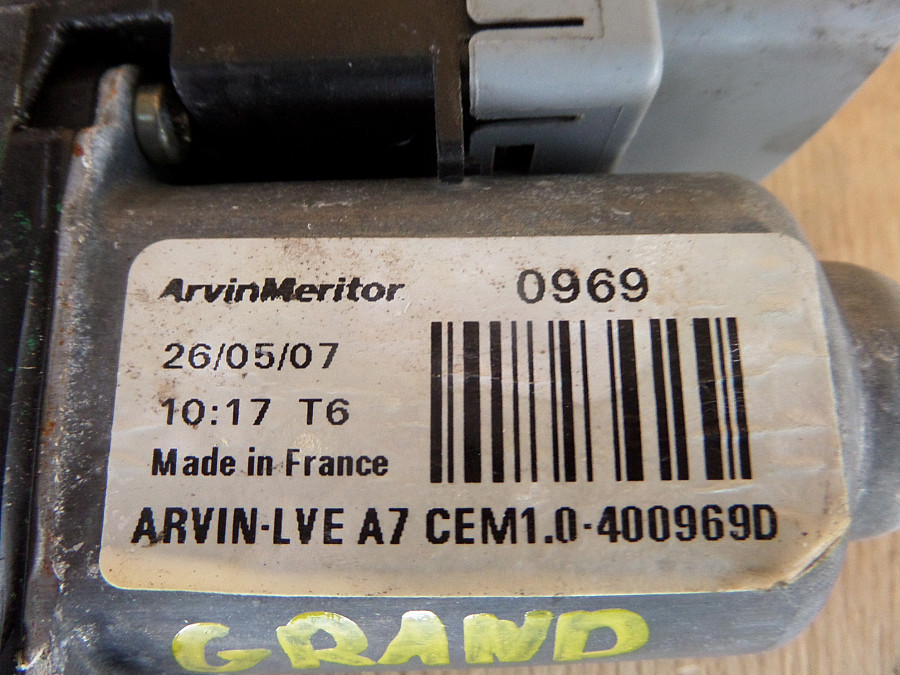 ArvinMeritor 0969
26/05/07
10:17 T6
Made in France
ARVIN-LVE A7 CEM1.0-400969D
GRAND